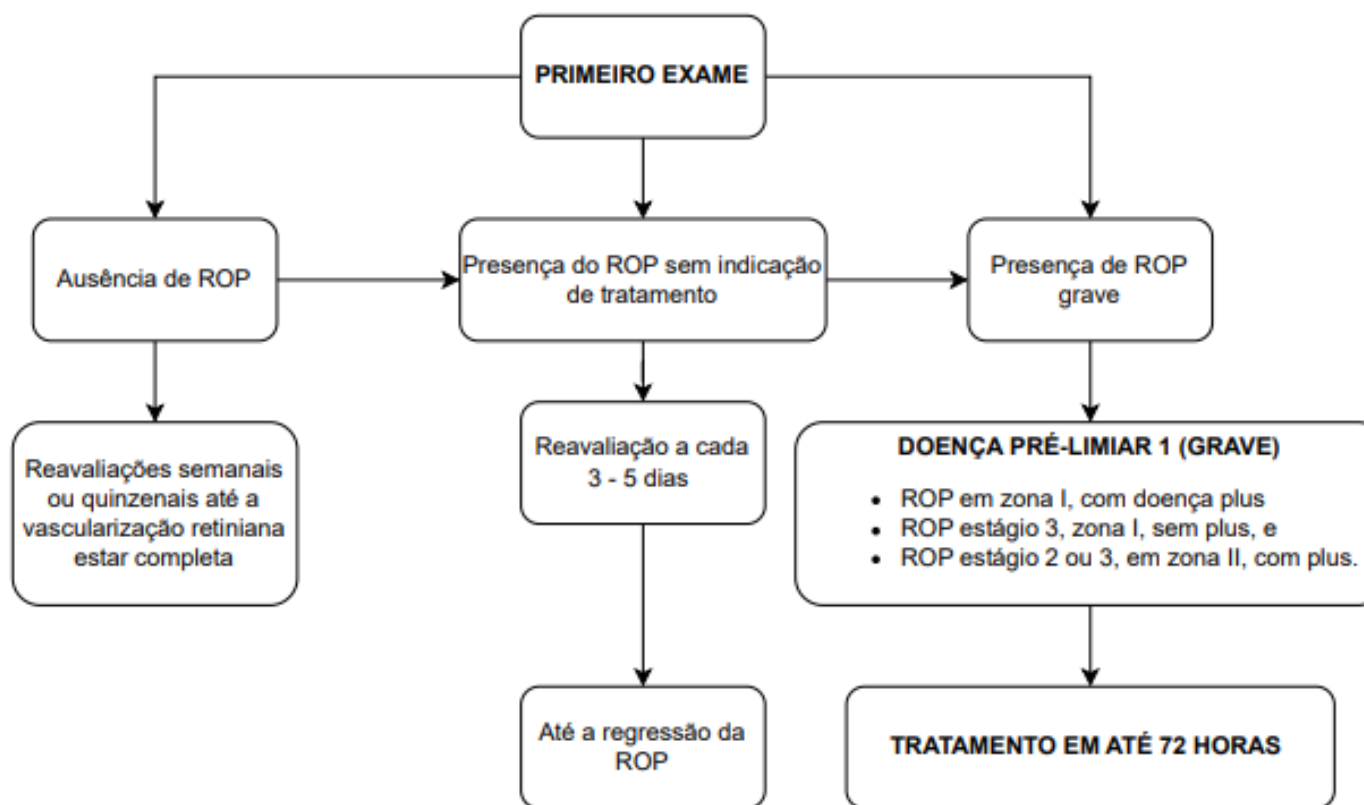 PRIMEIRO EXAME
Ausência de ROP
Presença do ROP sem indicação
de tratamento
Presença de ROP
grave
Reavaliações semanais
ou quinzenais até a
vascularização retiniana
estar completa
Reavaliação a cada
3 - 5 dias
DOENÇA PRÉ-LIMIAR 1 (GRAVE)
• ROP em zona I, com doença plus
• ROP estágio 3, zona I, sem plus, e
• ROP estágio 2 ou 3, em zona II, com plus.
Até a regressão da
ROP
TRATAMENTO EM ATÉ 72 HORAS